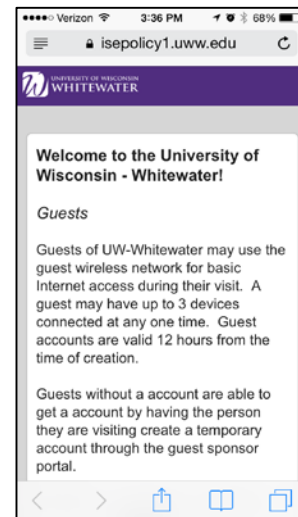 Verizon 3:36 PM 68%
isepolicy1.uww.edu
UNIVERSITY OF WISCONSIN
WHITEWATER
Welcome to the University of
Wisconsin - Whitewater!
Guests
Guests of UW-Whitewater may use the
guest wireless network for basic
Internet access during their visit. A
guest may have up to 3 devices
connected at any one time. Guest
accounts are valid 12 hours from the
time of creation.
Guests without a account are able to
get a account by having the person
they are visiting create a temporary
account through the guest sponsor
portal.